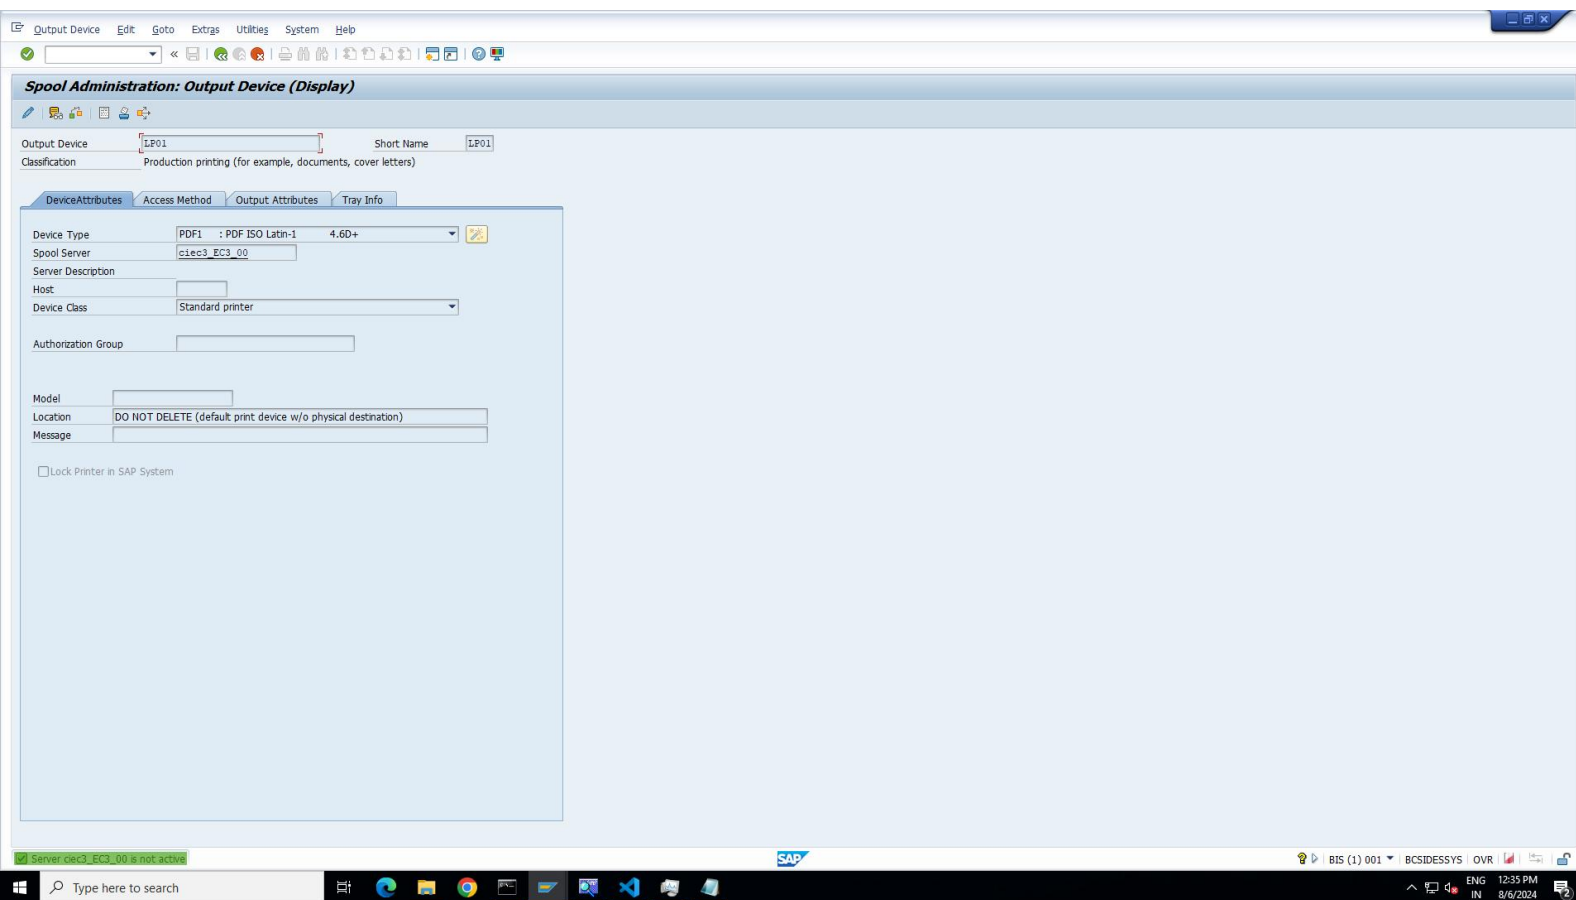 Output Device Edit Goto Extras Utilities System Help
Spool Administration: Output Device (Display)
Output Device LP01 Short Name LP01
Classification Production printing (for example, documents, cover letters)
DeviceAttributes Access Method Output Attributes Tray Info
Device Type PDF1 : PDF ISO Latin-1 4.6D+
Spool Server ciec3_EC3_00
Server Description
Host
Device Class Standard printer
Authorization Group
Model
Location DO NOT DELETE (default print device w/o physical destination)
Message
Lock Printer in SAP System
Server ciec3_EC3_00 is not active SAP BIS (1) 001 BCSIDESSYS OVR
Type here to search ENG 12:35 PM
IN 8/6/2024 2